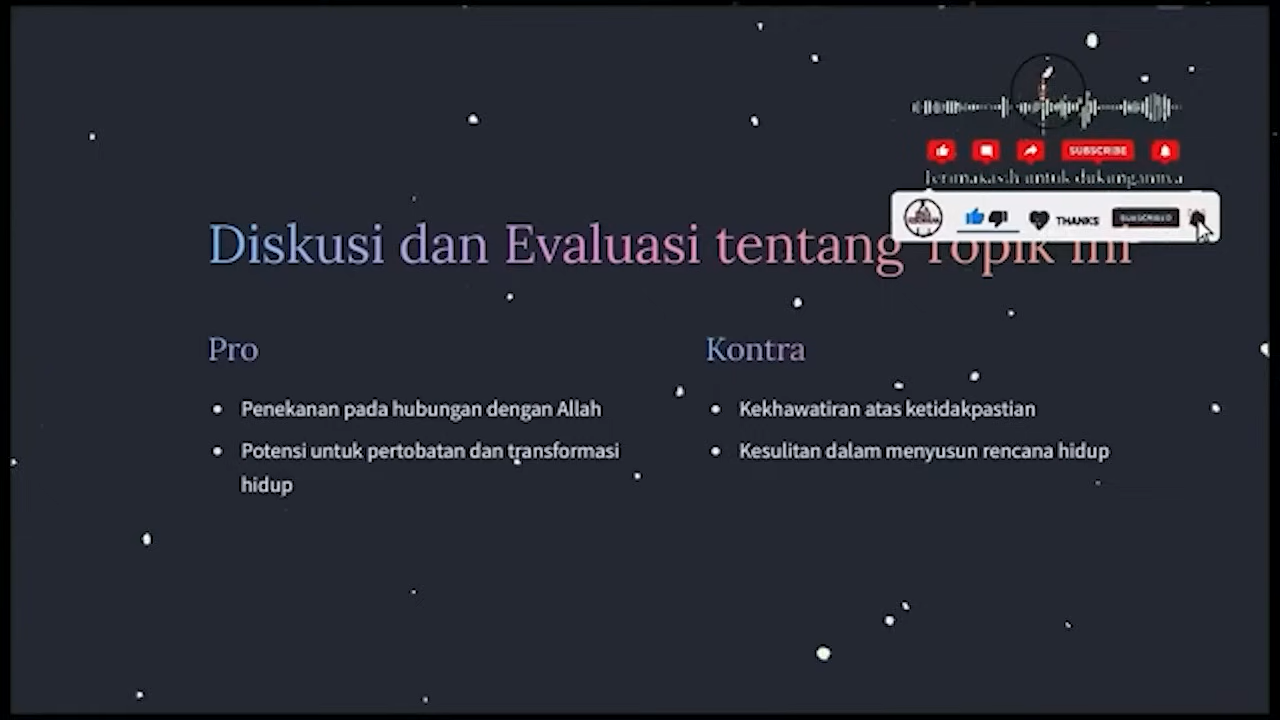 SUBSCRIBE
Terimakasih untuk dukungannya
THANKS SUBSCRIBED
Diskusi dan Evaluasi tentang Topik Ini
Pro
Penekanan pada hubungan dengan Allah
Potensi untuk pertobatan dan transformasi
hidup
Kontra
Kekhawatiran atas ketidakpastian
Kesulitan dalam menyusun rencana hidup